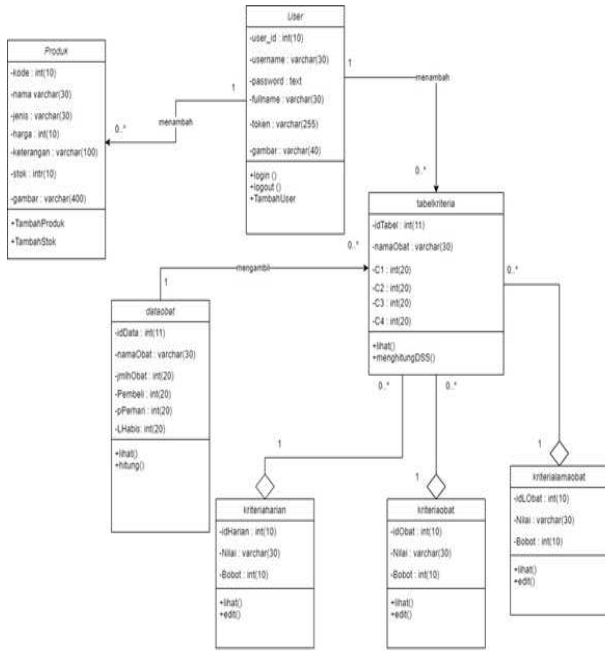 Produk
-kode : int(10)
-nama varchar(30)
-jenis : varchar(30)
-harga : int(10)
-keterangan : varchar(100)
-stok : intr(10)
-gambar : varchar(400)
+TambahProduk
+TambahStok
User
-user_id : int(10)
-username : varchar(30)
-password : text
-fullname : varchar(30)
-token : varchar(255)
-gambar : varchar(40)
+login ()
+logout ()
+TambahUser
1
menambah
0..*
1
menambah
0..*
tabelkriteria
-idTabel : int(11)
-namaObat : varchar(30)
-C1 : int(20)
-C2 : int(20)
-C3 : int(20)
-C4 : int(20)
+lihat()
+menghitungDSS()
0..*
mengambil
1
dataobat
-idData : int(11)
-namaObat : varchar(30)
-jmlhObat : int(20)
-Pembeli : int(20)
-pPerhari : int(20)
-LHabis: int(20)
+lihat()
+hitung()
0..*
0..*
0..*
1
1
1
kriteriaharian
-idHarian : int(10)
-Nilai : varchar(30)
-Bobot : int(10)
+lihat()
+edit()
kriteriaobat
-idObat : int(10)
-Nilai : varchar(30)
-Bobot : int(10)
+lihat()
+edit()
kriterialamaobat
-idLObat : int(10)
-Nilai : varchar(30)
-Bobot : int(10)
+lihat()
+edit()